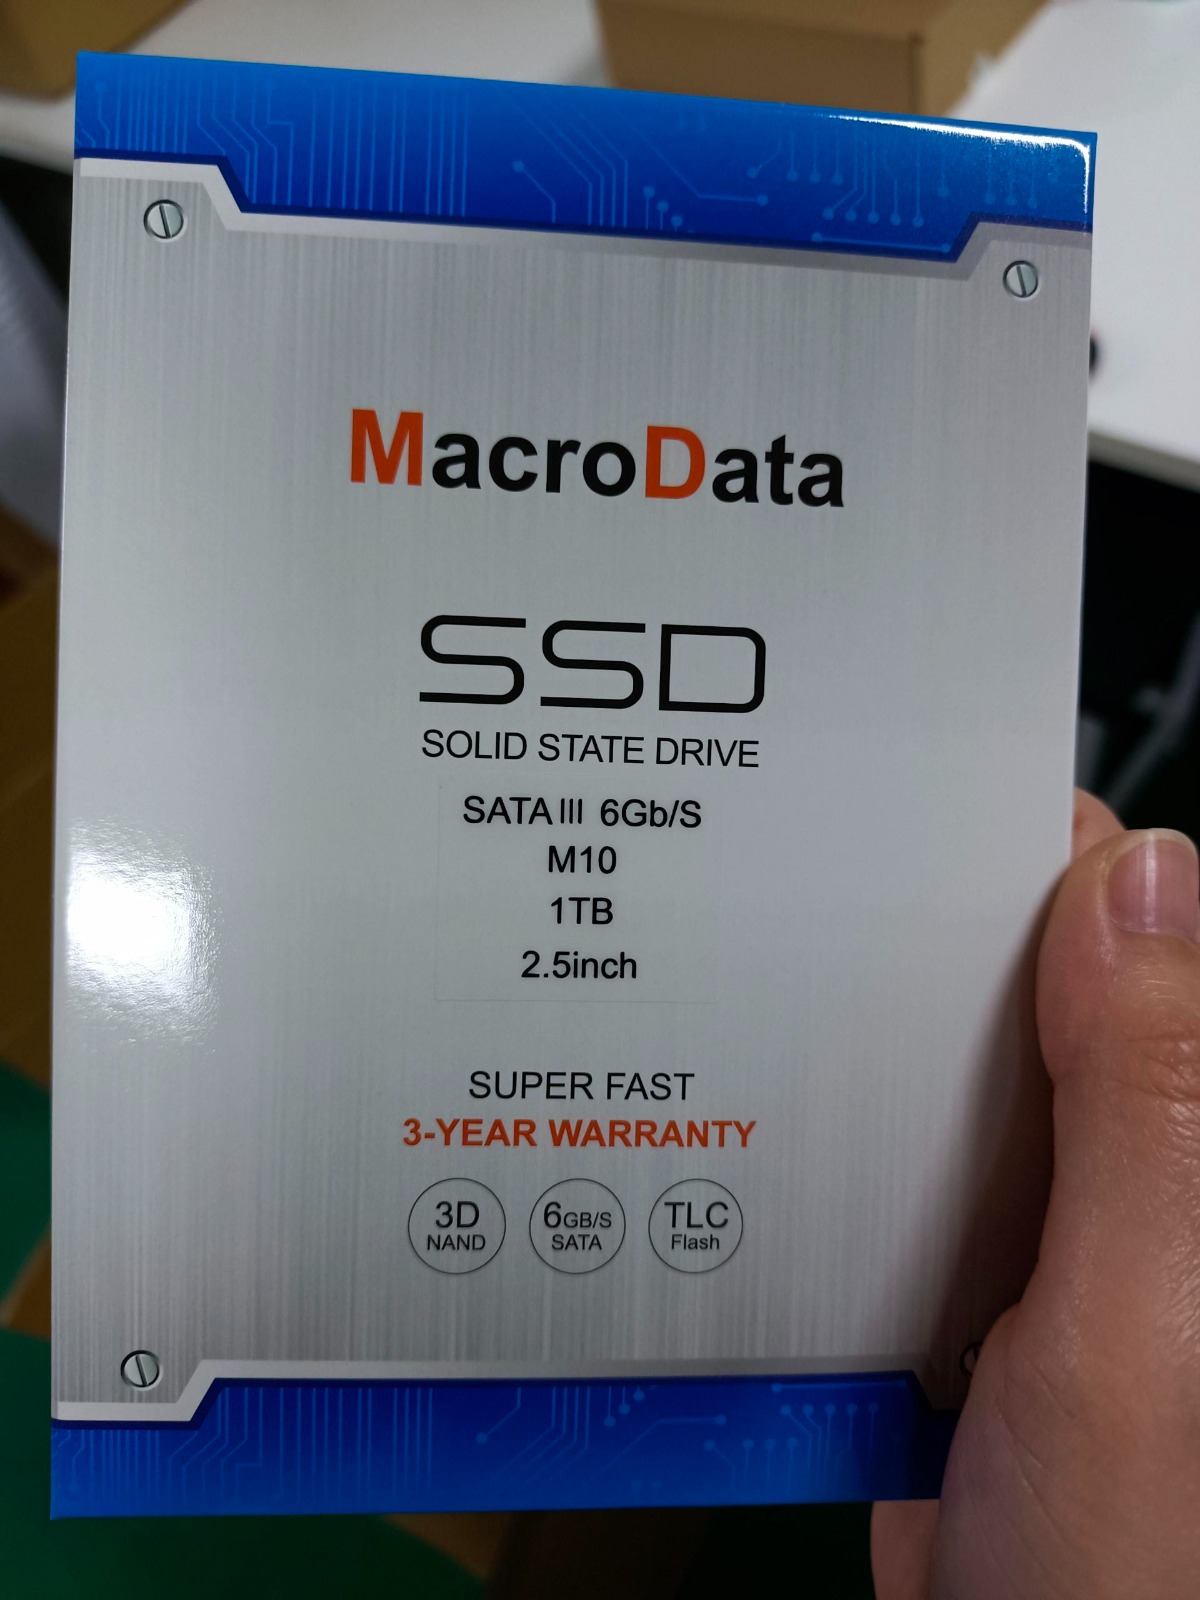 MacroData
SSD
SOLID STATE DRIVE
SATA III 6Gb/S
M10
1TB
2.5inch
SUPER FAST
3-YEAR WARRANTY
3D
NAND
6GB/S
SATA
TLC
Flash